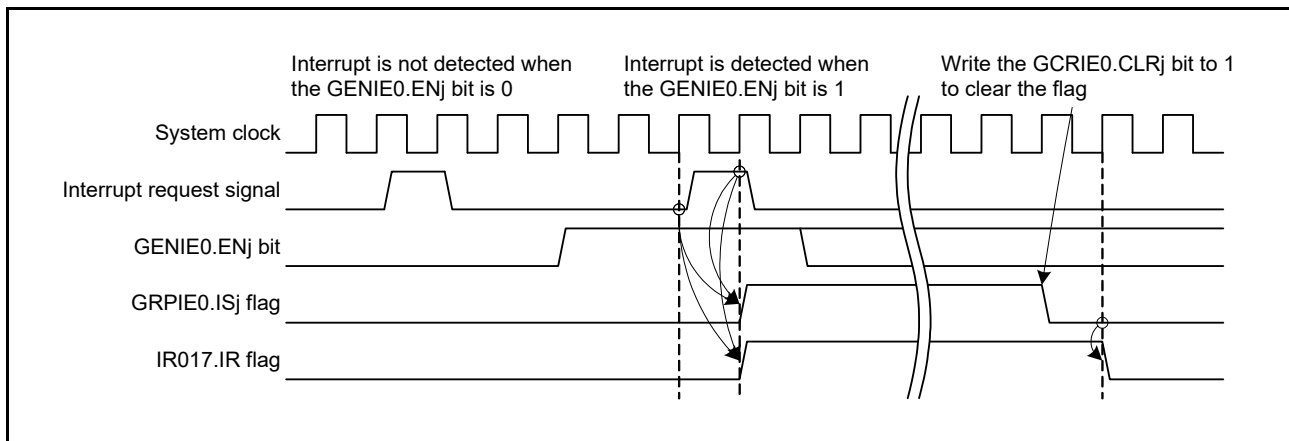 Interrupt is not detected when
the GENIE0.ENj bit is 0
Interrupt is detected when
the GENIE0.ENj bit is 1
Write the GCRIE0.CLRj bit to 1
to clear the flag
System clock
Interrupt request signal
GENIE0.ENj bit
GRPIE0.ISj flag
IR017.IR flag